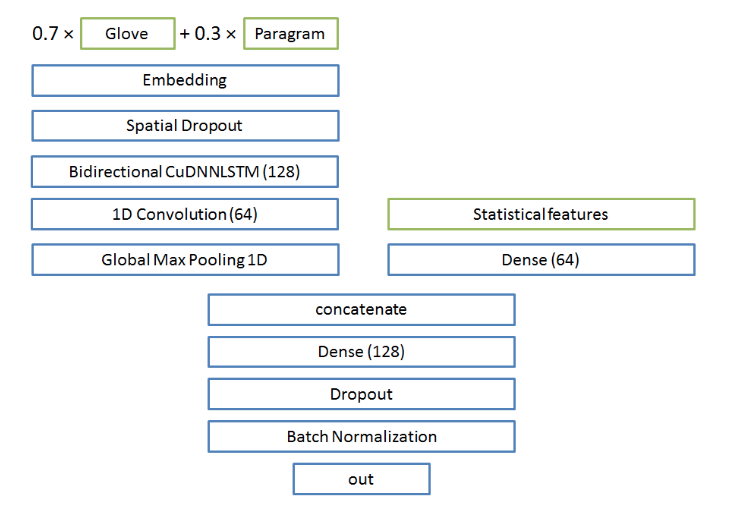 0.7 × Glove + 0.3 × Paragram
Embedding
Spatial Dropout
Bidirectional CuDNNLSTM (128)
1D Convolution (64)
Statistical features
Global Max Pooling 1D
Dense (64)
concatenate
Dense (128)
Dropout
Batch Normalization
out